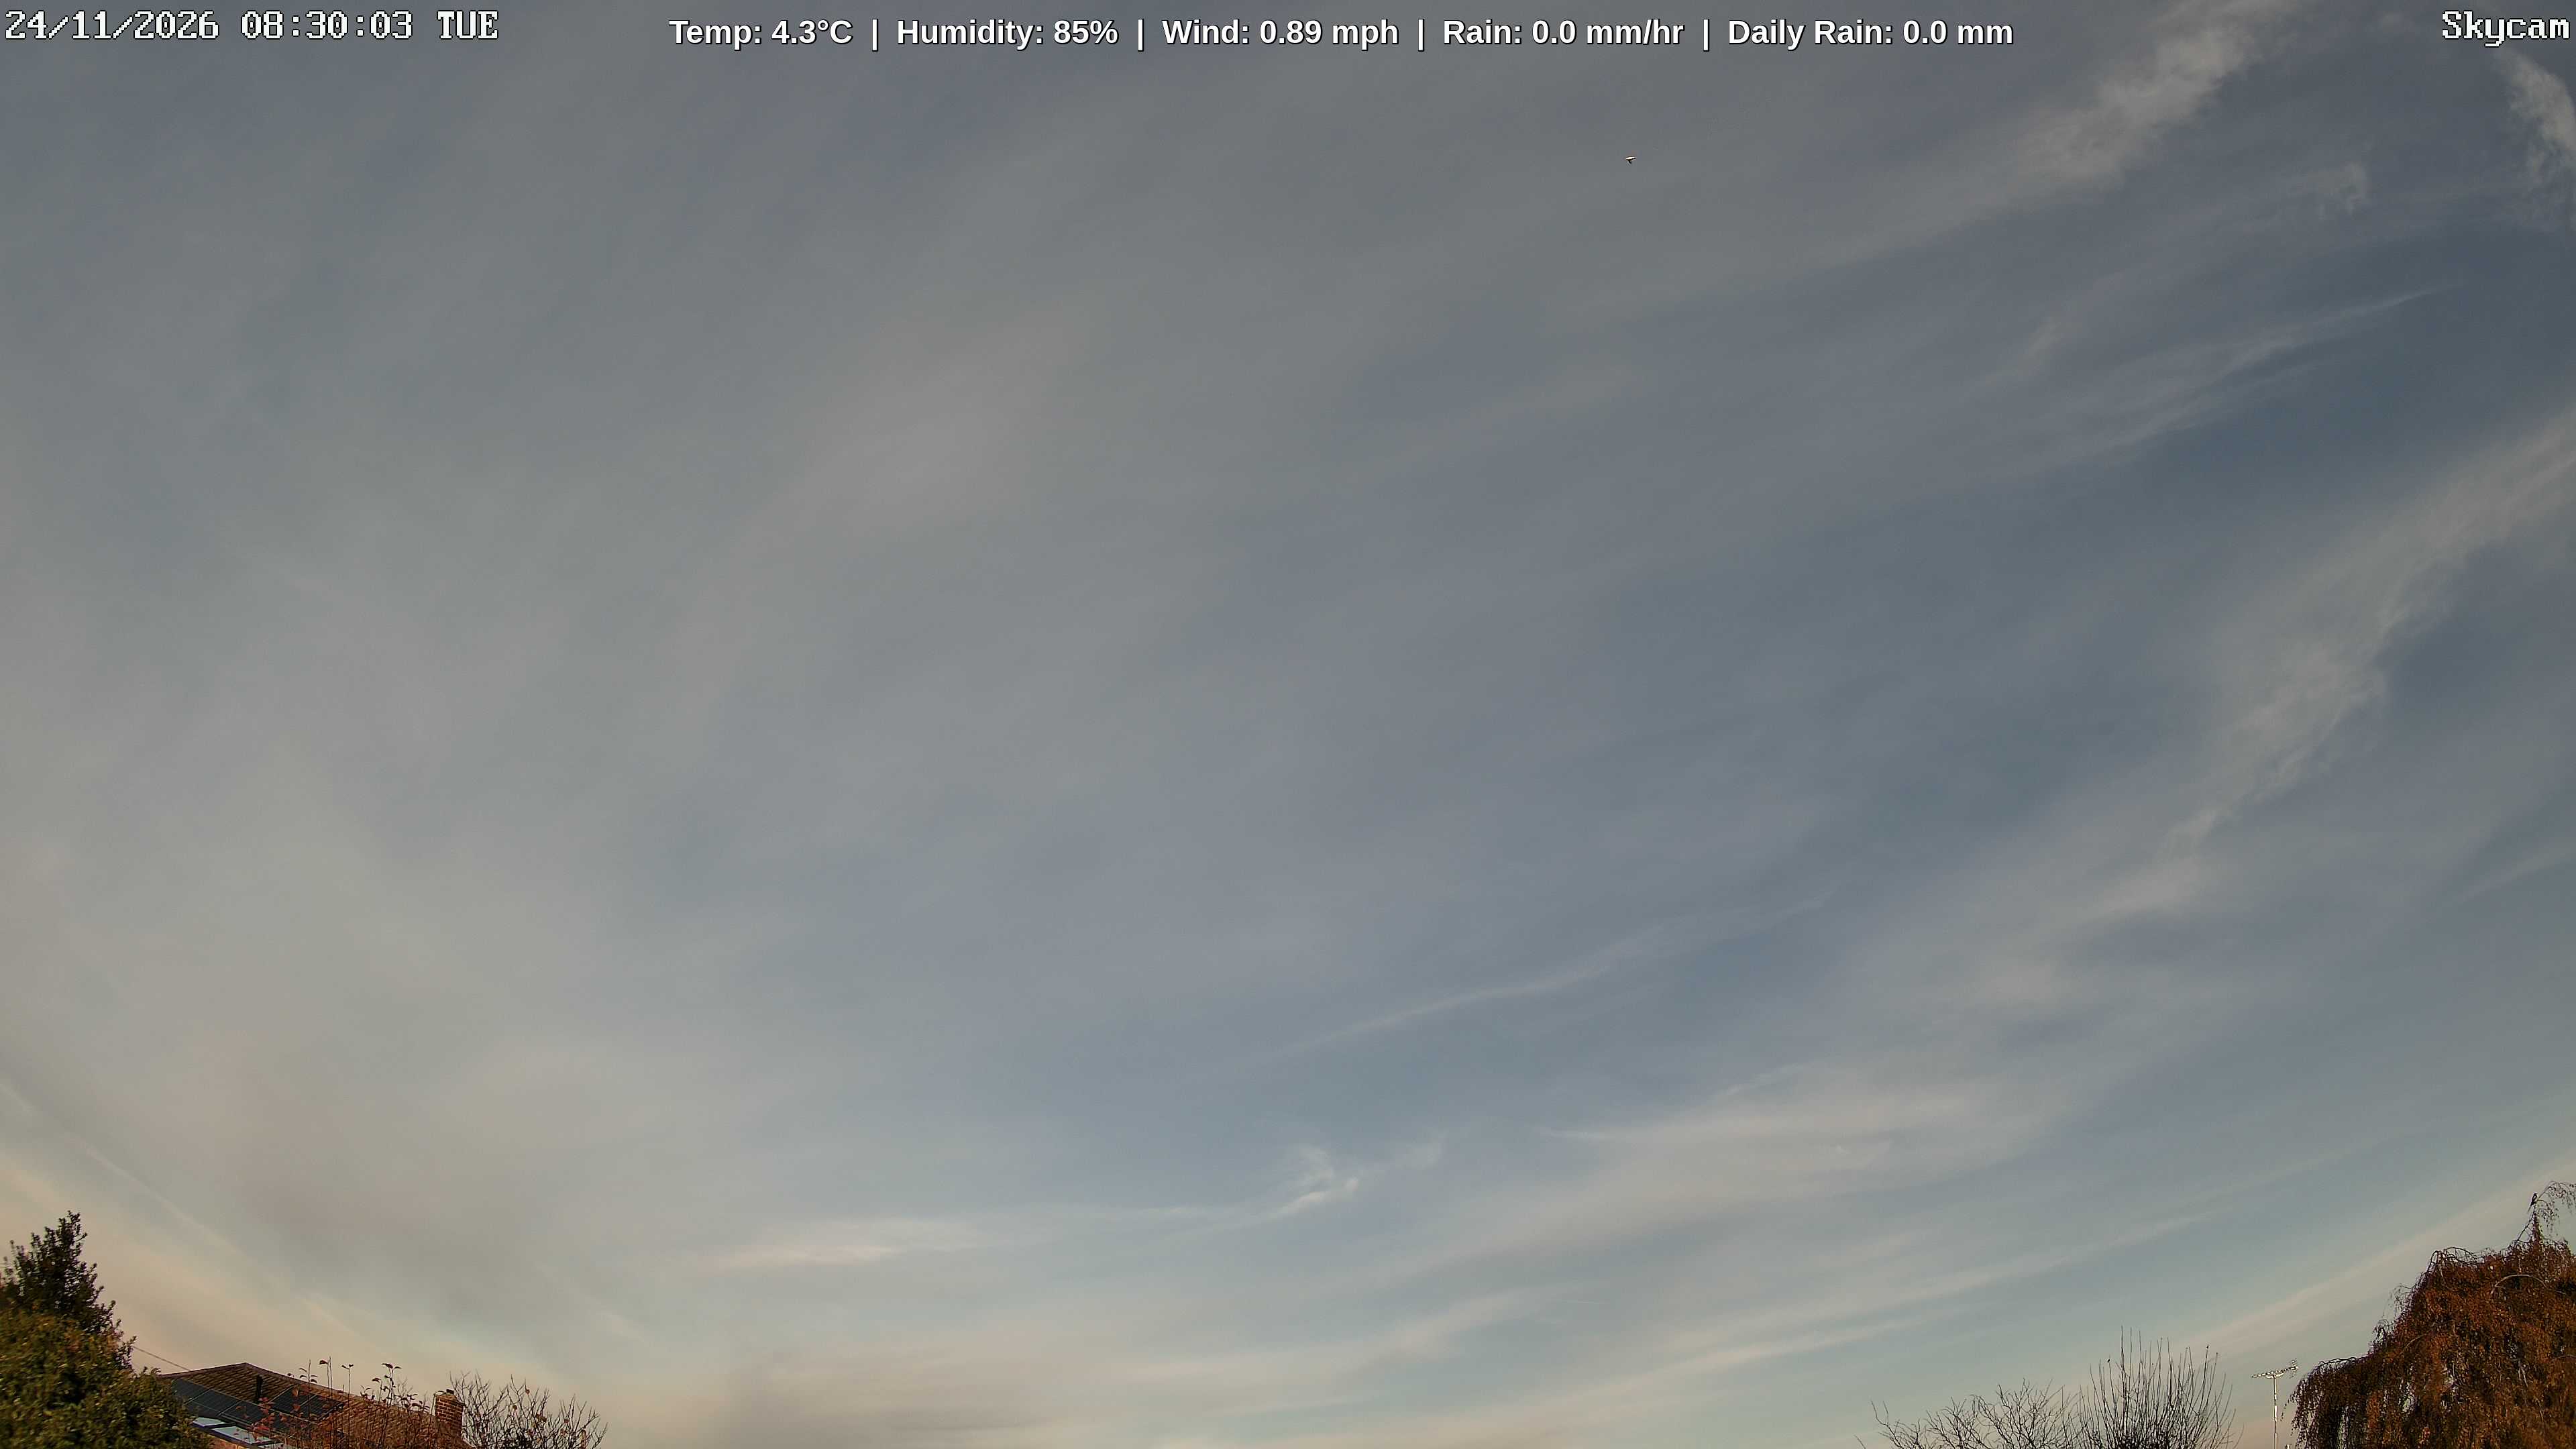 24/11/2026 08:30:03 TUE
Temp: 4.3°C | Humidity: 85% | Wind: 0.89 mph | Rain: 0.0 mm/hr | Daily Rain: 0.0 mm
Skycam